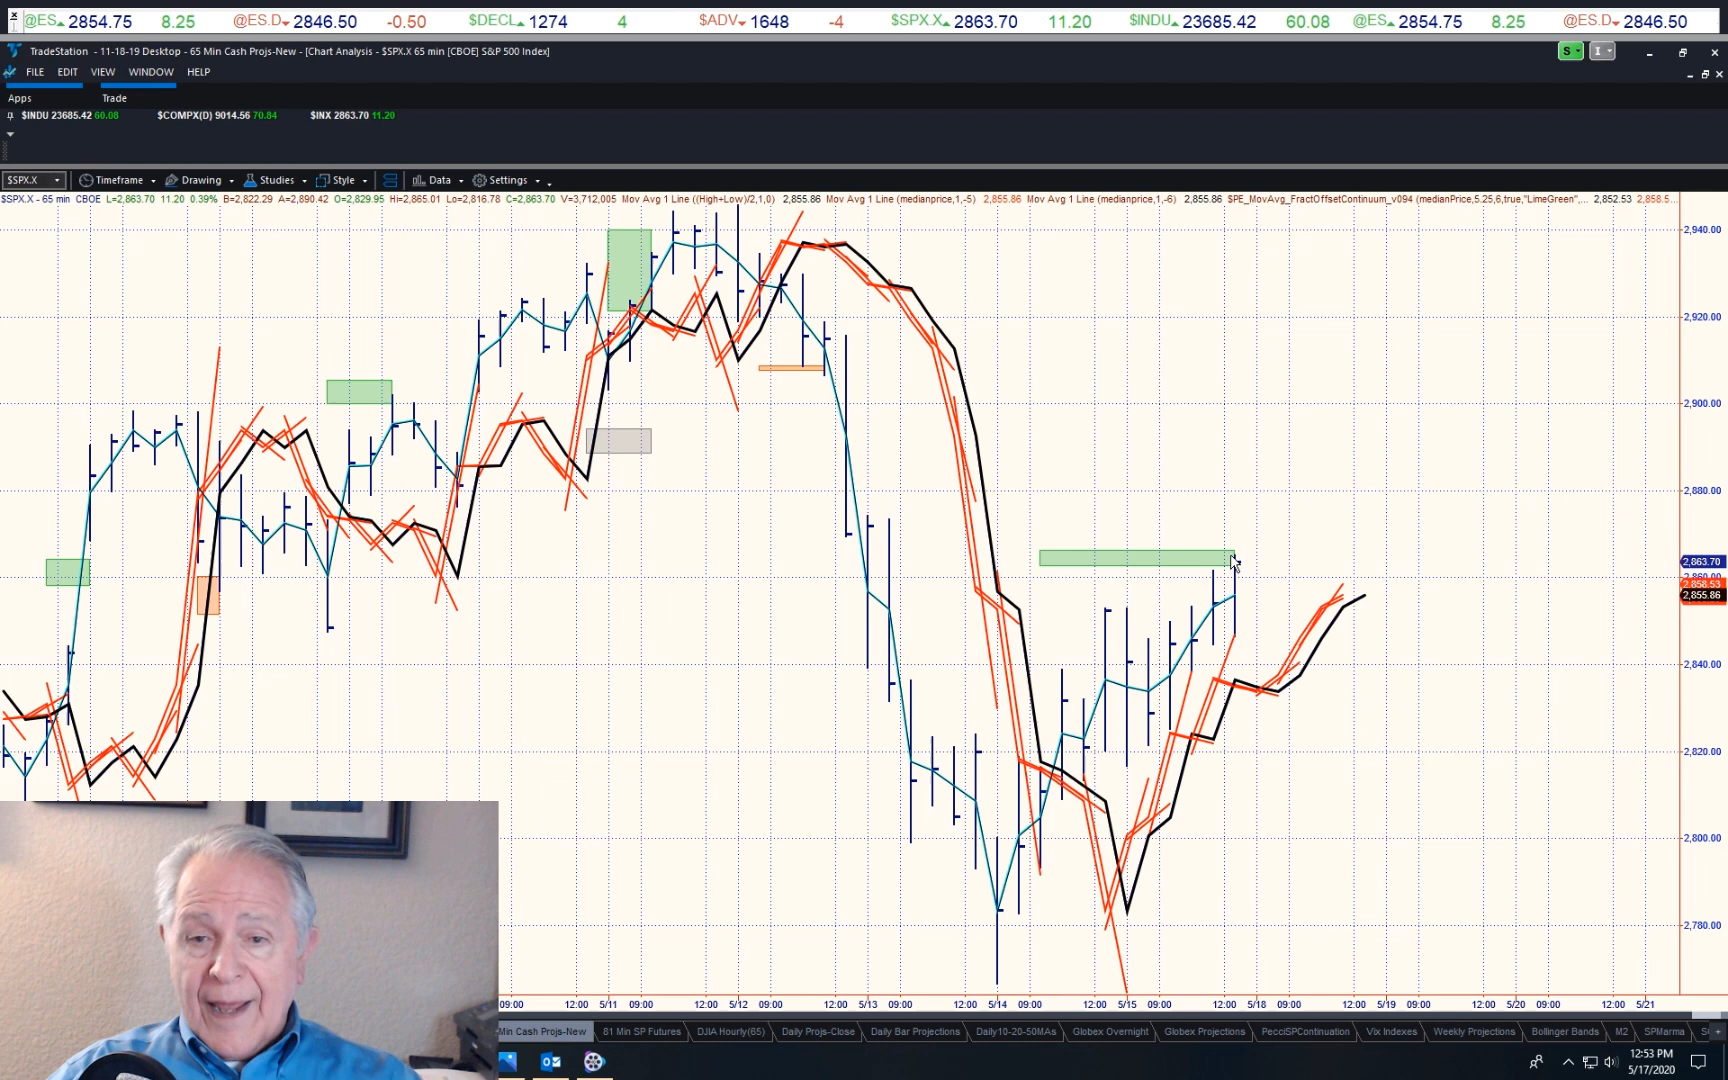 @ES 2854.75 8.25 @ES.D 2846.50 -0.50 $DECL 1274 4 $ADV 1648 -4 $SPX.X 2863.70 11.20 $INDU 23685.42 60.08 @ES 2854.75 8.25 @ES.D 2846.50
TradeStation - 11-18-19 Desktop - 65 Min Cash Projs-New - [Chart Analysis - $SPX.X 65 min [CBOE] S&P 500 Index]
S I
FILE EDIT VIEW WINDOW HELP
Apps Trade
$INDU 23685.42 60.08 $COMPX(D) 9014.56 70.84 $INX 2863.70 11.20
$SPX.X Timeframe Drawing Studies Style Data Settings
$SPX.X - 65 min CBOE L=2,863.70 11.20 0.39% B=2,822.29 A=2,890.42 O=2,829.95 Hi=2,865.01 Lo=2,816.78 C=2,863.70 V=3,712,005 Mov Avg 1 Line ((High+Low)/2,1,0) 2,855.86 Mov Avg 1 Line (medianprice,1,-5) 2,855.86 Mov Avg 1 Line (medianprice,1,-6) 2,855.86 $PE_MovAvg_FractOffsetContinuum_v094 (medianPrice,5.25,6,true,"LimeGreen",... 2,852.53 2,858.5...
2,940.00
2,920.00
2,900.00
2,880.00
2,863.70
2,860.00
2,858.53
2,855.86
2,840.00
2,820.00
2,800.00
2,780.00
09:00 12:00 5/11 09:00 12:00 5/12 09:00 12:00 5/13 09:00 12:00 5/14 09:00 12:00 5/15 09:00 12:00 5/18 09:00 12:00 5/19 09:00 12:00 5/20 09:00 12:00 5/21
Min Cash Projs-New 81 Min SP Futures DJIA Hourly(65) Daily Projs-Close Daily Bar Projections Daily10-20-50MAs Globex Overnight Globex Projections PecciSPContinuation Vix Indexes Weekly Projections Bollinger Bands M2 SPMarma
12:53 PM
5/17/2020